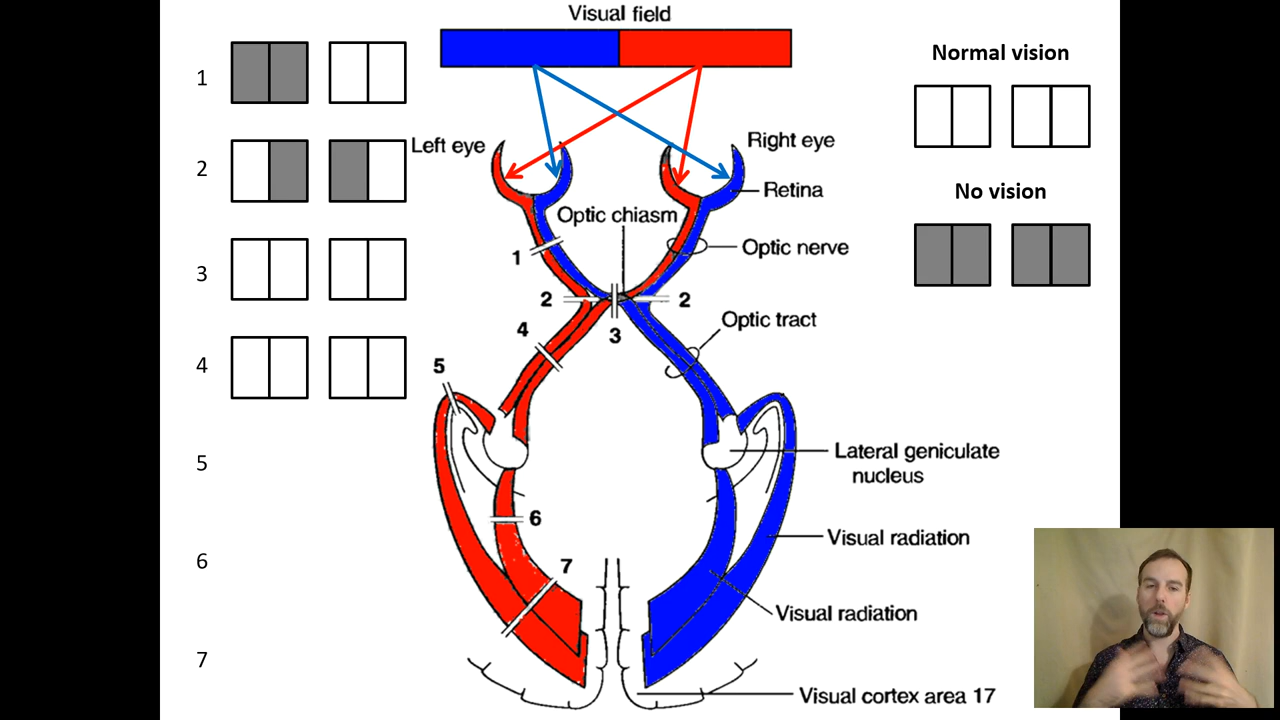 Visual field
Normal vision
1
Left eye
Right eye
2
Retina
No vision
Optic chiasm
Optic nerve
1
3
2
2
3
Optic tract
4
4
5
Lateral geniculate
nucleus
5
6
Visual radiation
6
7
Visual radiation
7
Visual cortex area 17